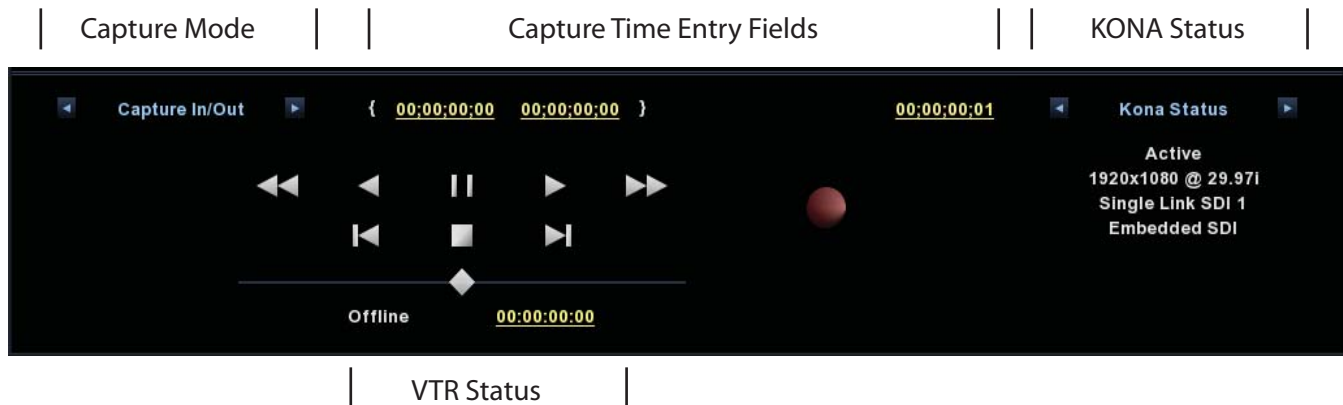 Capture Mode
Capture Time Entry Fields
KONA Status
Capture In/Out
{ 00;00;00;00 00;00;00;00 }
00;00;00;01
Kona Status
Active
1920x1080 @ 29.97i
Single Link SDI 1
Embedded SDI
Offline
00:00:00:00
VTR Status